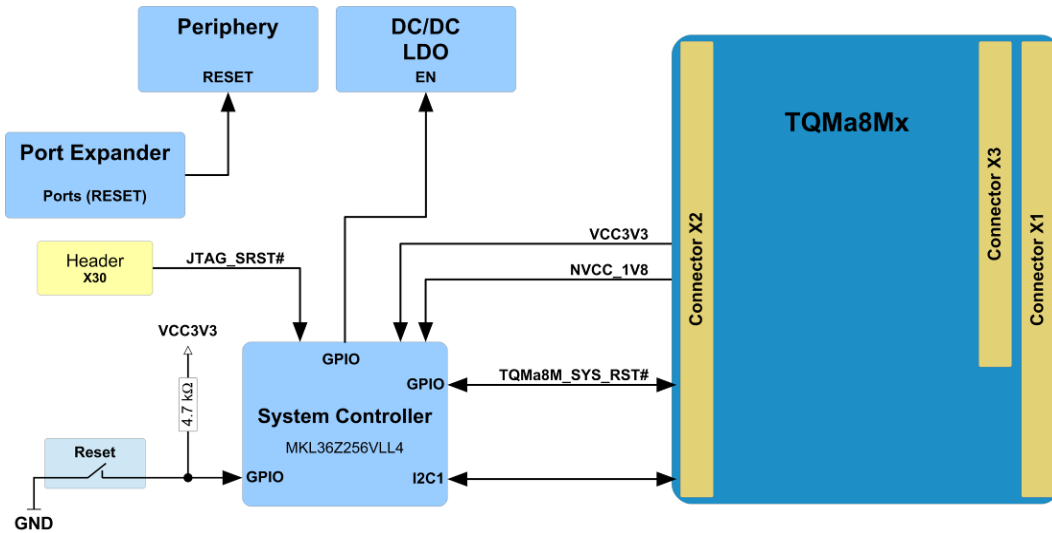 Periphery
RESET
DC/DC
LDO
EN
Port Expander
Ports (RESET)
TQMa8Mx
Connector X2
Connector X3
Connector X1
VCC3V3
NVCC_1V8
Header
X30
JTAG_SRST#
VCC3V3
4.7 kΩ
GPIO
GPIO
TQMa8M_SYS_RST#
System Controller
MKL36Z256VLL4
Reset
GPIO
I2C1
GND